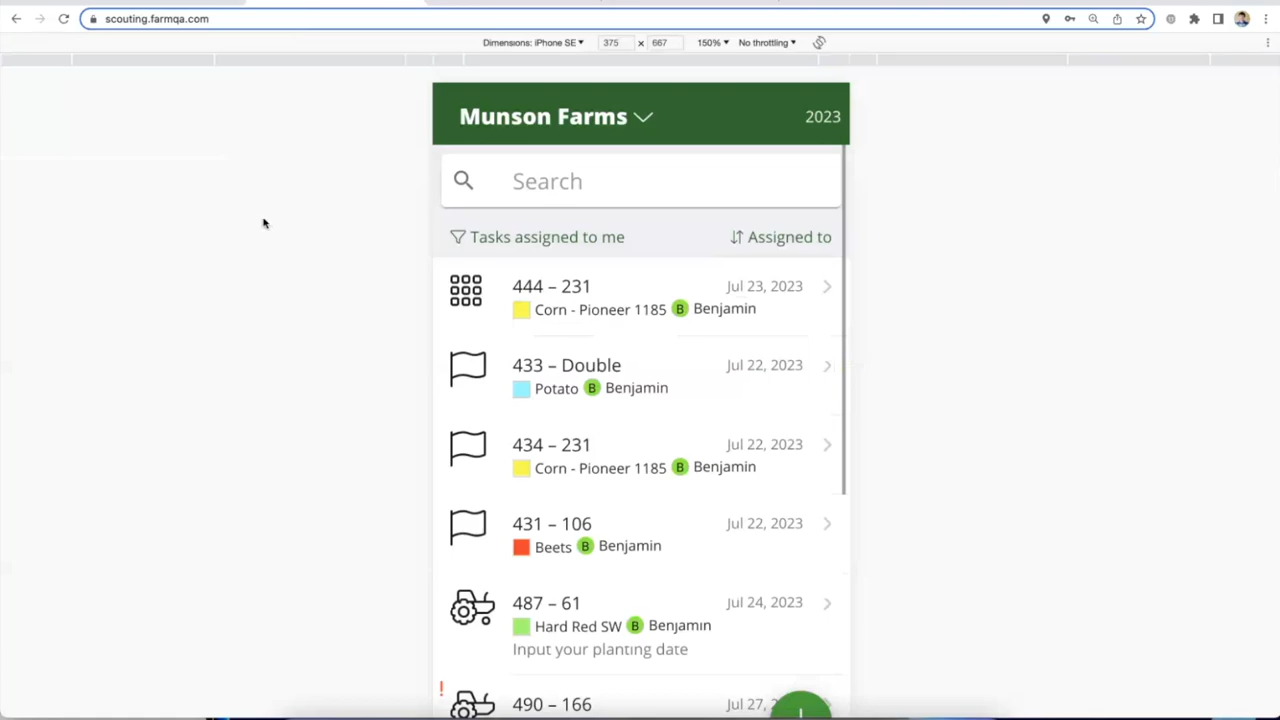 scouting.farmqa.com
Dimensions: iPhone SE ▼ 375 x 667 150% ▼ No throttling ▼
Munson Farms 2023
Search
Tasks assigned to me Assigned to
444 – 231 Jul 23, 2023
Corn - Pioneer 1185 B Benjamin
433 – Double Jul 22, 2023
Potato B Benjamin
434 – 231 Jul 22, 2023
Corn - Pioneer 1185 B Benjamin
431 – 106 Jul 22, 2023
Beets B Benjamin
487 – 61 Jul 24, 2023
Hard Red SW B Benjamin
Input your planting date
! 490 – 166 Jul 27,